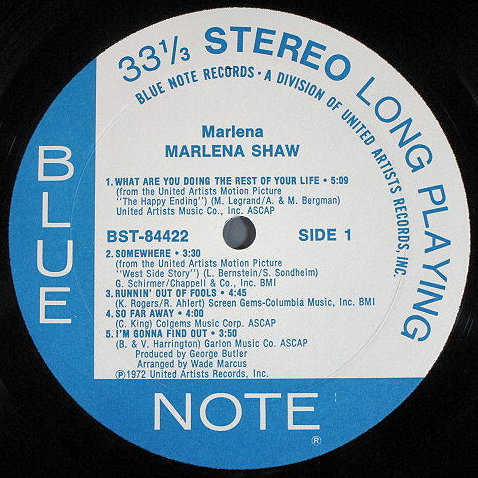 33 1/3 STEREO LONG PLAYING
BLUE NOTE RECORDS • A DIVISION OF UNITED ARTISTS RECORDS, INC.
BLUE
NOTE
®
Marlena
MARLENA SHAW
1. WHAT ARE YOU DOING THE REST OF YOUR LIFE • 5:09
(from the United Artists Motion Picture
"The Happy Ending") (M. Legrand/A. & M. Bergman)
United Artists Music Co., Inc. ASCAP
BST-84422 SIDE 1
2. SOMEWHERE • 3:30
(from the United Artists Motion Picture
"West Side Story") (L. Bernstein/S. Sondheim)
G. Schirmer/Chappell & Co., Inc. BMI
3. RUNNIN' OUT OF FOOLS • 4:45
(K. Rogers/R. Ahlert) Screen Gems-Columbia Music, Inc. BMI
4. SO FAR AWAY • 4:00
(C. King) Colgems Music Corp. ASCAP
5. I'M GONNA FIND OUT • 3:50
(B. & V. Harrington) Garlon Music Co. ASCAP
Produced by George Butler
Arranged by Wade Marcus
℗1972 United Artists Records, Inc.